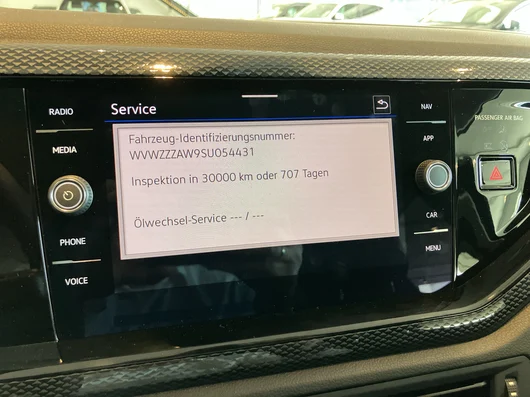 RADIO
MEDIA
PHONE
VOICE
Service
Fahrzeug-Identifizierungsnummer:
WVWZZZAW9SU054431
Inspektion in 30000 km oder 707 Tagen
Ölwechsel-Service --- / ---
NAV
APP
CAR
MENU
PASSENGER AIR BAG